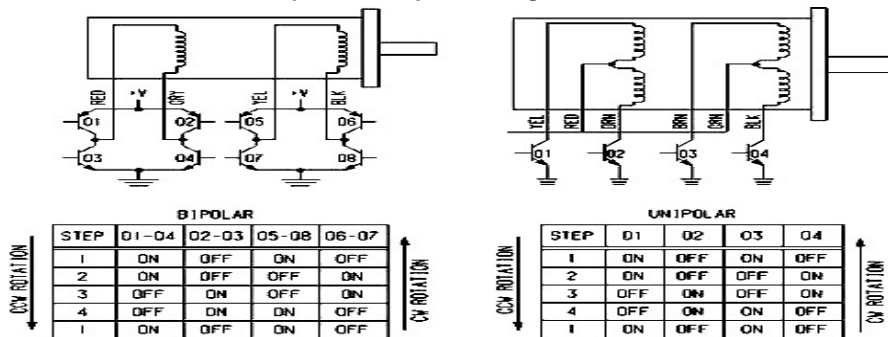 RED
+V
GRY
YEL
+V
BLK
Q1
Q2
Q5
Q6
Q3
Q4
Q7
Q8
YEL
RED
ORN
BRN
GRN
BLK
Q1
Q2
Q3
Q4
BIPOLAR
STEP Q1-Q4 Q2-Q3 Q5-Q8 Q6-Q7
1 ON OFF ON OFF
2 ON OFF OFF ON
3 OFF ON OFF ON
4 OFF ON ON OFF
1 ON OFF ON OFF
CCW ROTATION
CW ROTATION
UNIPOLAR
STEP Q1 Q2 Q3 Q4
1 ON OFF ON OFF
2 ON OFF OFF ON
3 OFF ON OFF ON
4 OFF ON ON OFF
1 ON OFF ON OFF
CCW ROTATION
CW ROTATION